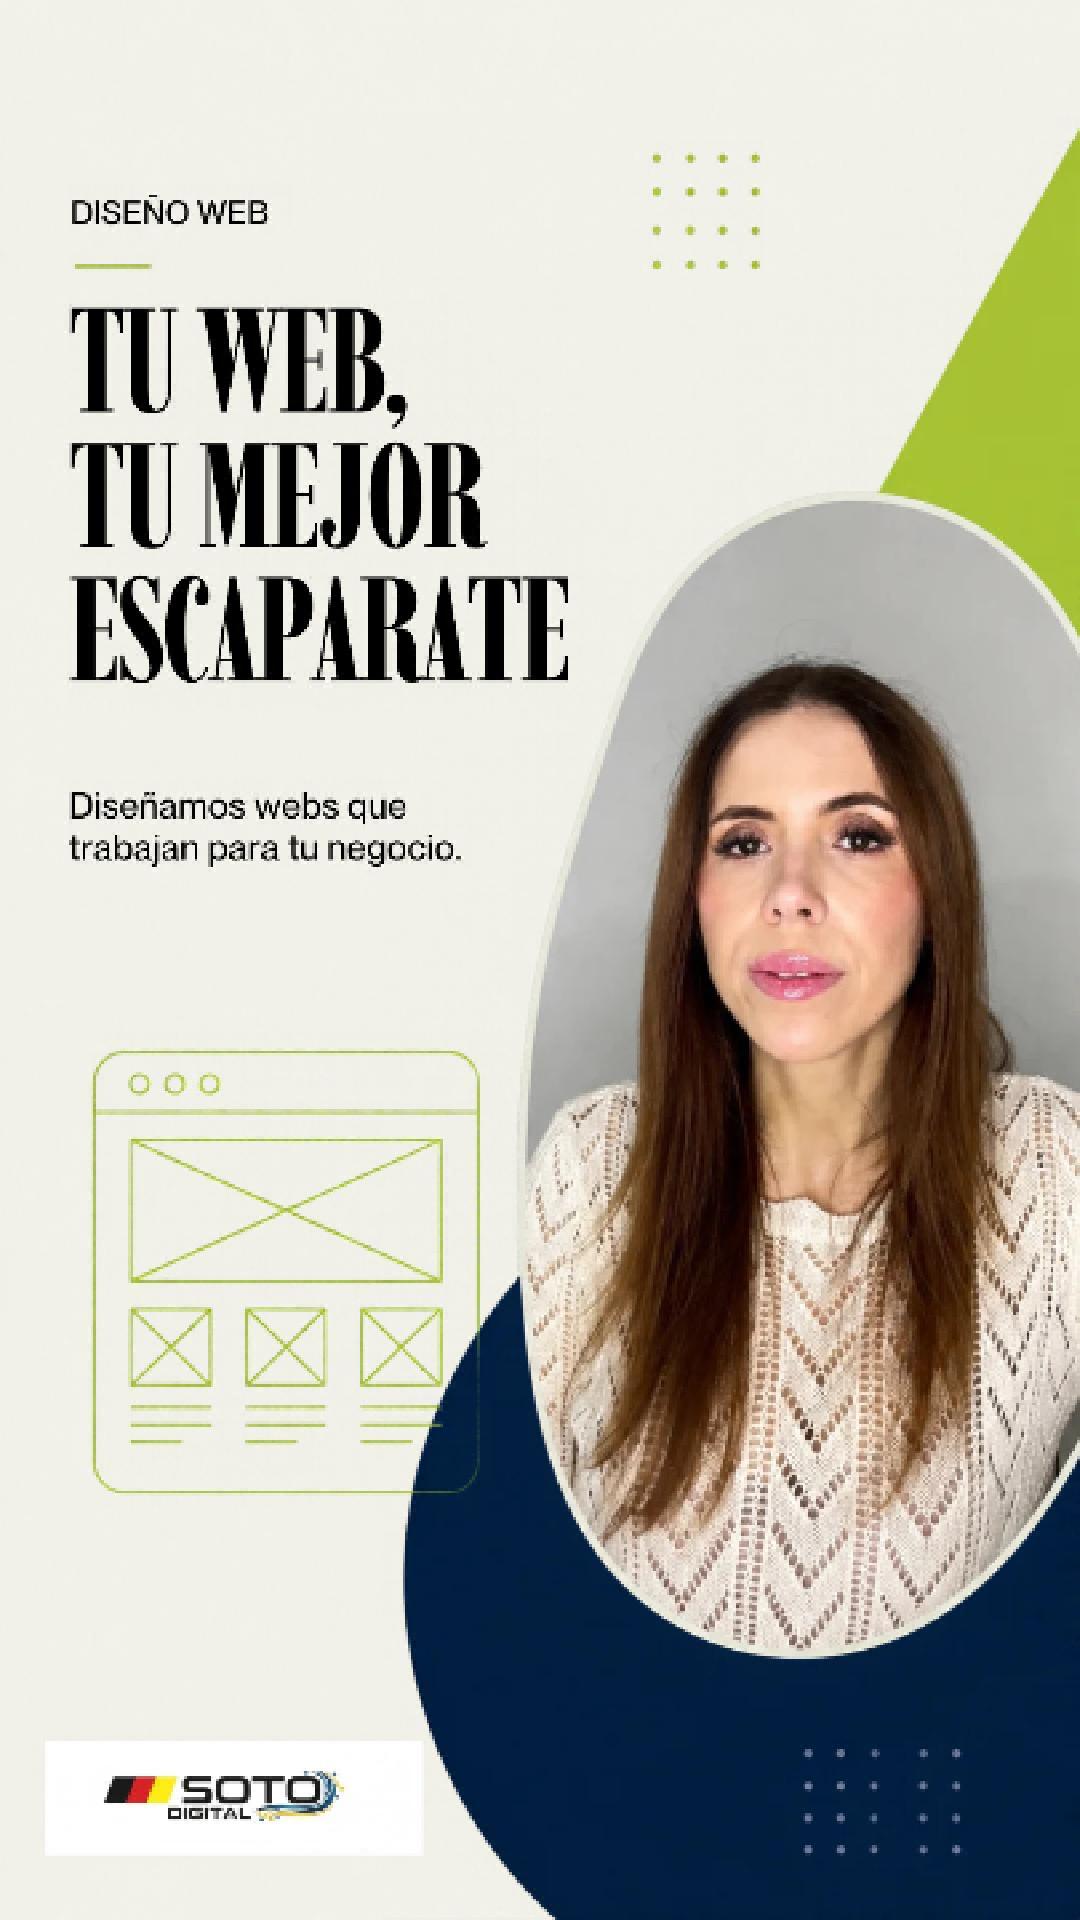 DISEÑO WEB
TU WEB,
TU MEJOR
ESCAPARATE
Diseñamos webs que
trabajan para tu negocio.
SOTO
DIGITAL